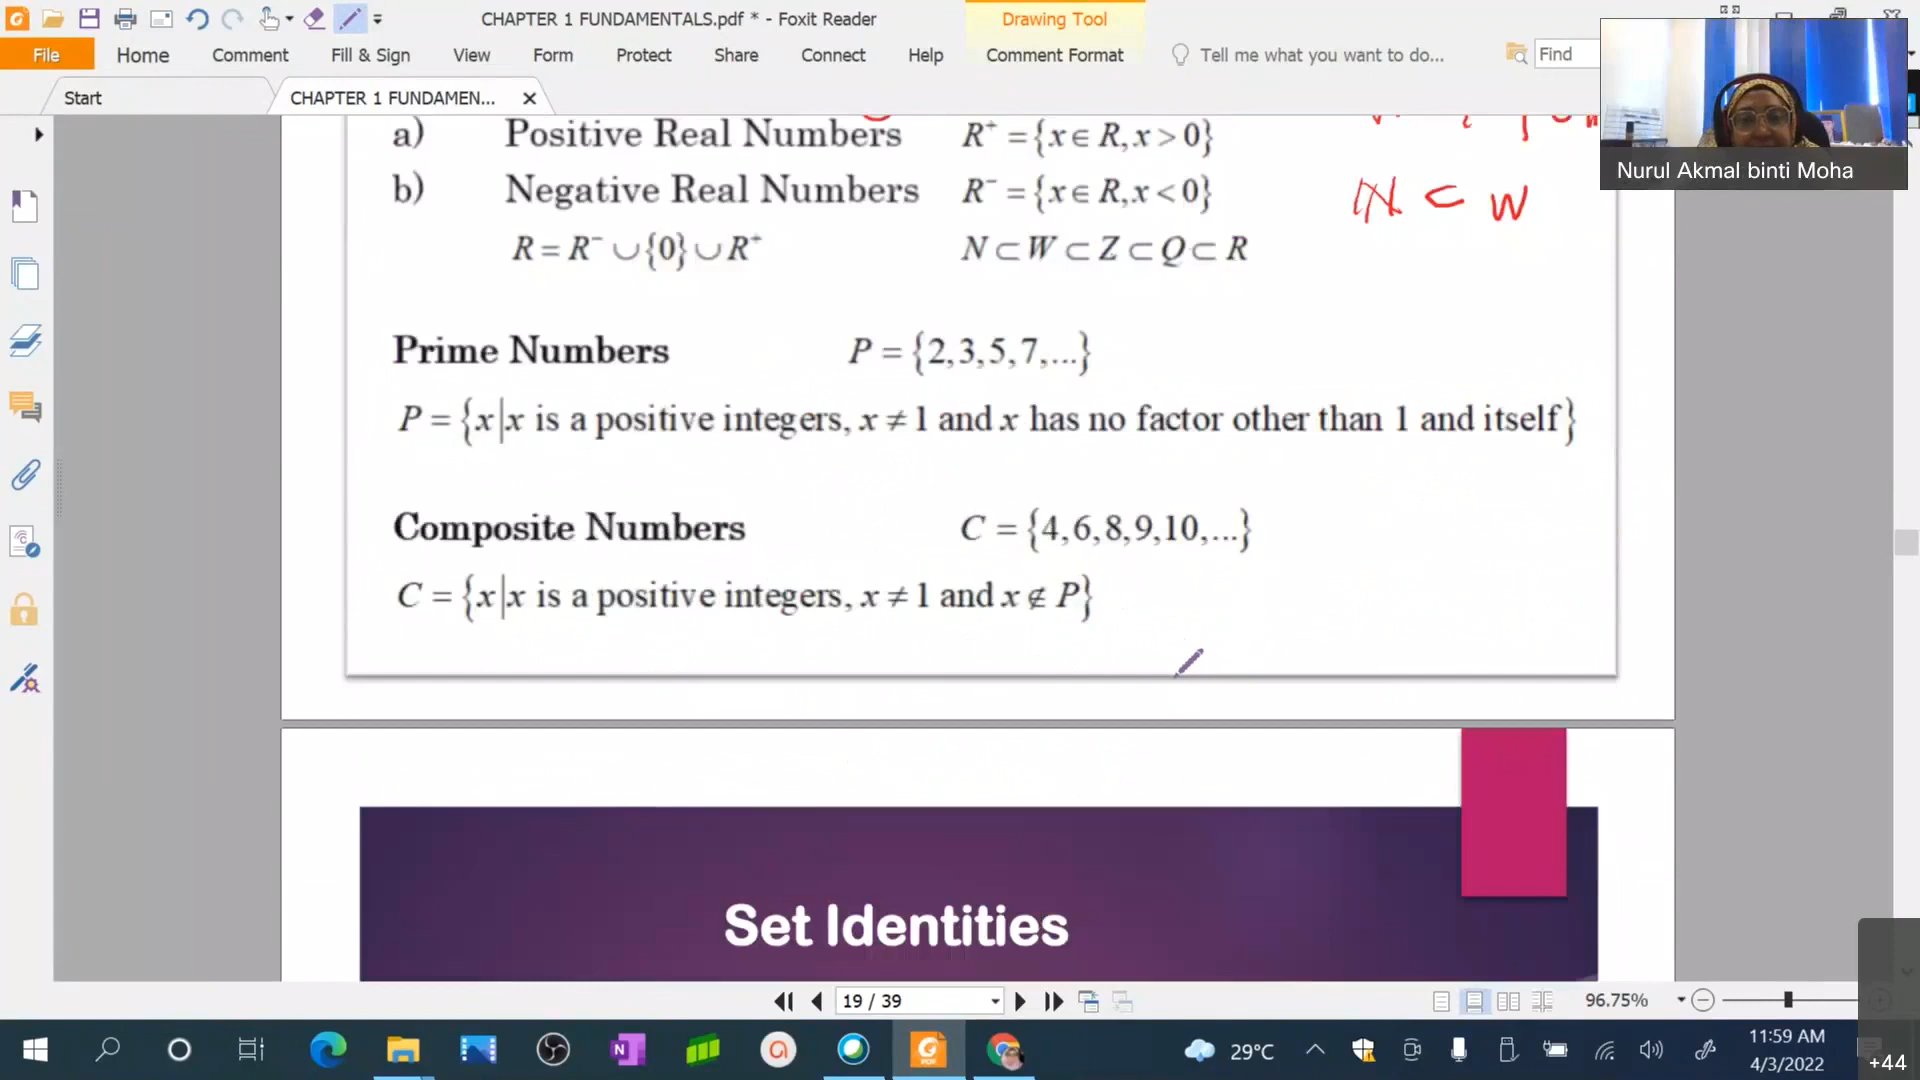 CHAPTER 1 FUNDAMENTALS.pdf * - Foxit Reader
Drawing Tool
File Home Comment Fill & Sign View Form Protect Share Connect Help Comment Format Tell me what you want to do... Find
Start CHAPTER 1 FUNDAMEN...
Nurul Akmal binti Moha
a) Positive Real Numbers R⁺ = {x ∈ R, x > 0}
b) Negative Real Numbers R⁻ = {x ∈ R, x < 0}
N ⊂ W
R = R⁻ ∪ {0} ∪ R⁺ N ⊂ W ⊂ Z ⊂ Q ⊂ R
Prime Numbers P = {2,3,5,7,...}
P = {x|x is a positive integers, x ≠ 1 and x has no factor other than 1 and itself}
Composite Numbers C = {4,6,8,9,10,...}
C = {x|x is a positive integers, x ≠ 1 and x ∉ P}
Set Identities
19 / 39
96.75%
29°C
11:59 AM
4/3/2022
+44